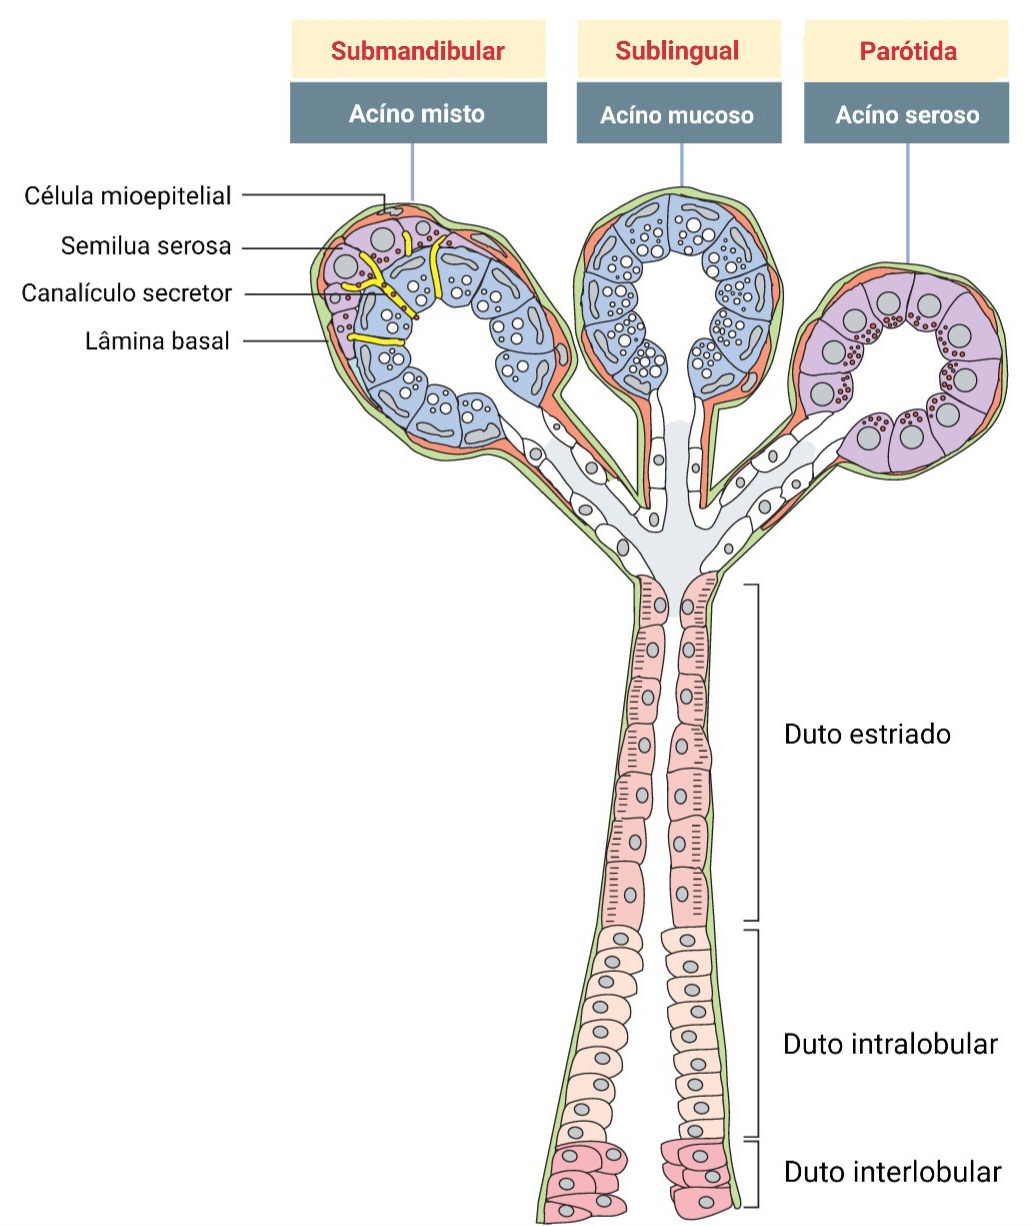 Submandibular
Sublingual
Parótida
Acíno misto
Acíno mucoso
Acíno seroso
Célula mioepitelial
Semilua serosa
Canalículo secretor
Lâmina basal
Duto estriado
Duto intralobular
Duto interlobular